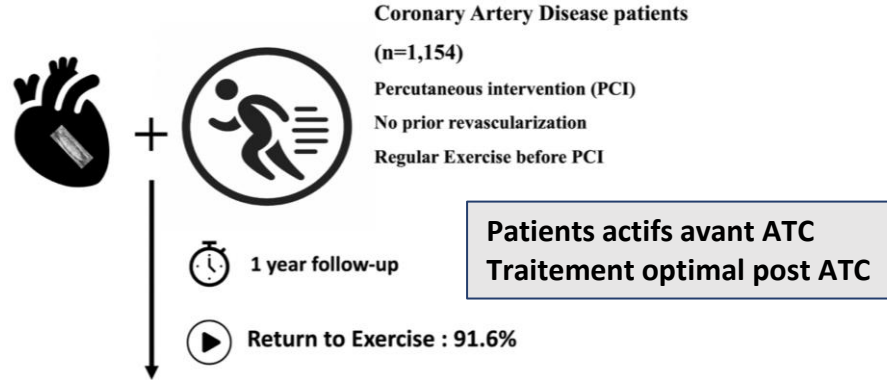 Coronary Artery Disease patients
(n=1,154)
Percutaneous intervention (PCI)
No prior revascularization
Regular Exercise before PCI
Patients actifs avant ATC
Traitement optimal post ATC
1 year follow-up
Return to Exercise : 91.6%